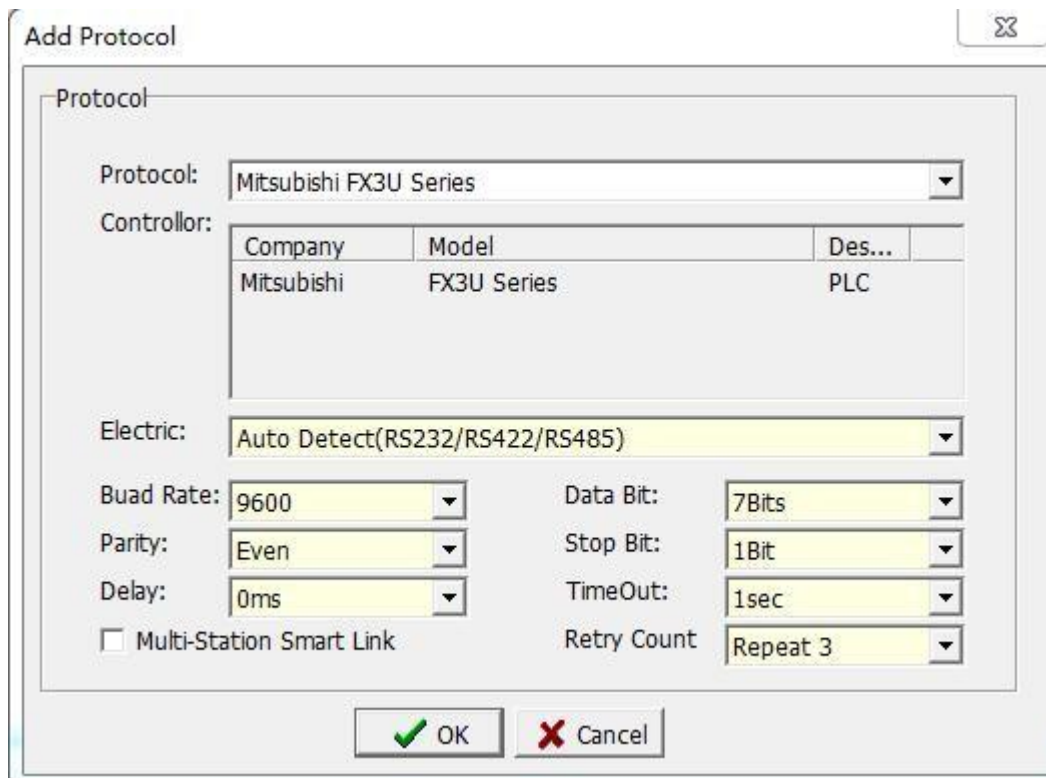 Add Protocol
Protocol
Protocol: Mitsubishi FX3U Series
Controllor:
Company Model Des...
Mitsubishi FX3U Series PLC
Electric: Auto Detect(RS232/RS422/RS485)
Buad Rate: 9600 Data Bit: 7Bits
Parity: Even Stop Bit: 1Bit
Delay: 0ms TimeOut: 1sec
Multi-Station Smart Link Retry Count Repeat 3
OK Cancel